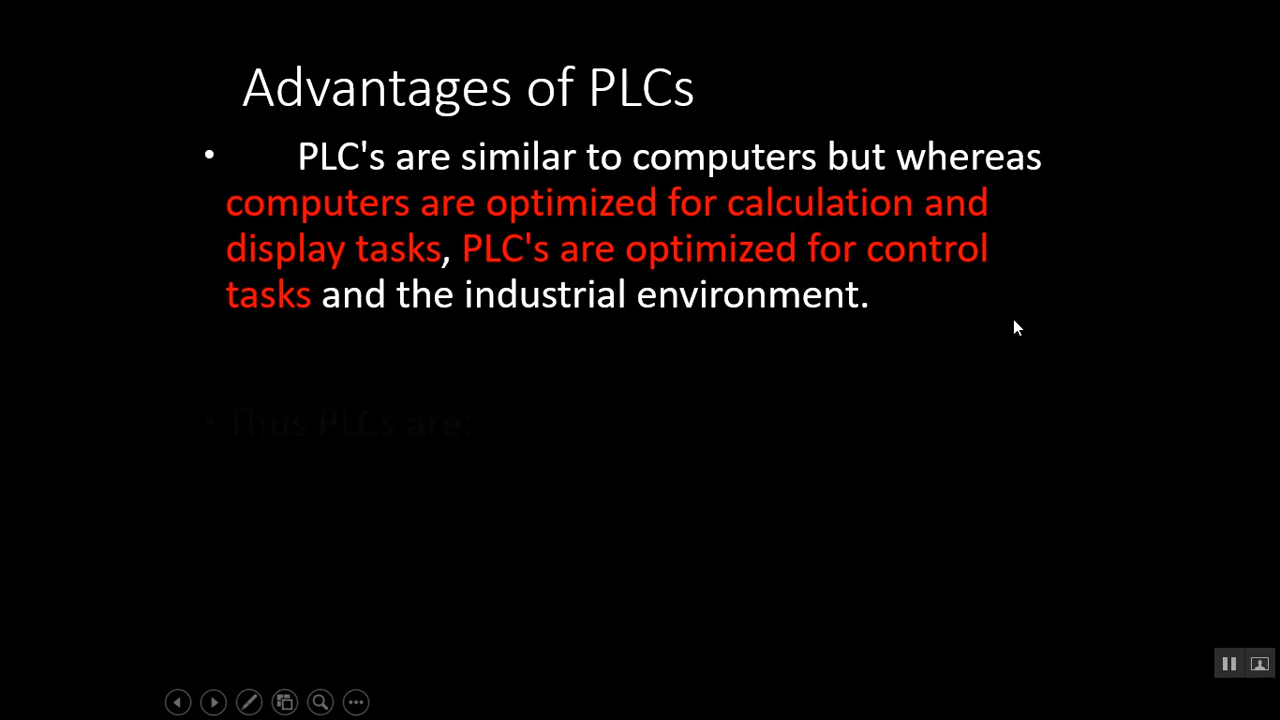 Advantages of PLCs
• PLC's are similar to computers but whereas
computers are optimized for calculation and
display tasks, PLC's are optimized for control
tasks and the industrial environment.
• Thus PLCs are: